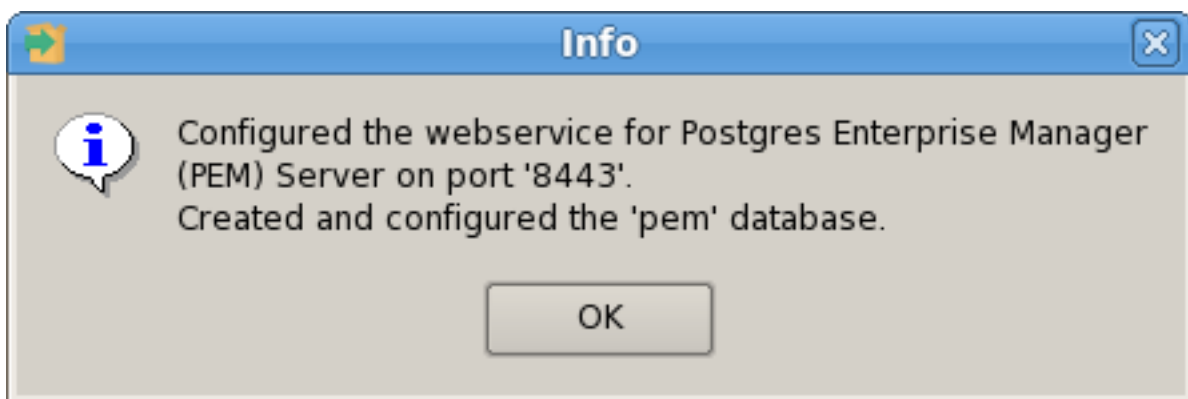 Info
Configured the webservice for Postgres Enterprise Manager
(PEM) Server on port '8443'.
Created and configured the 'pem' database.
OK